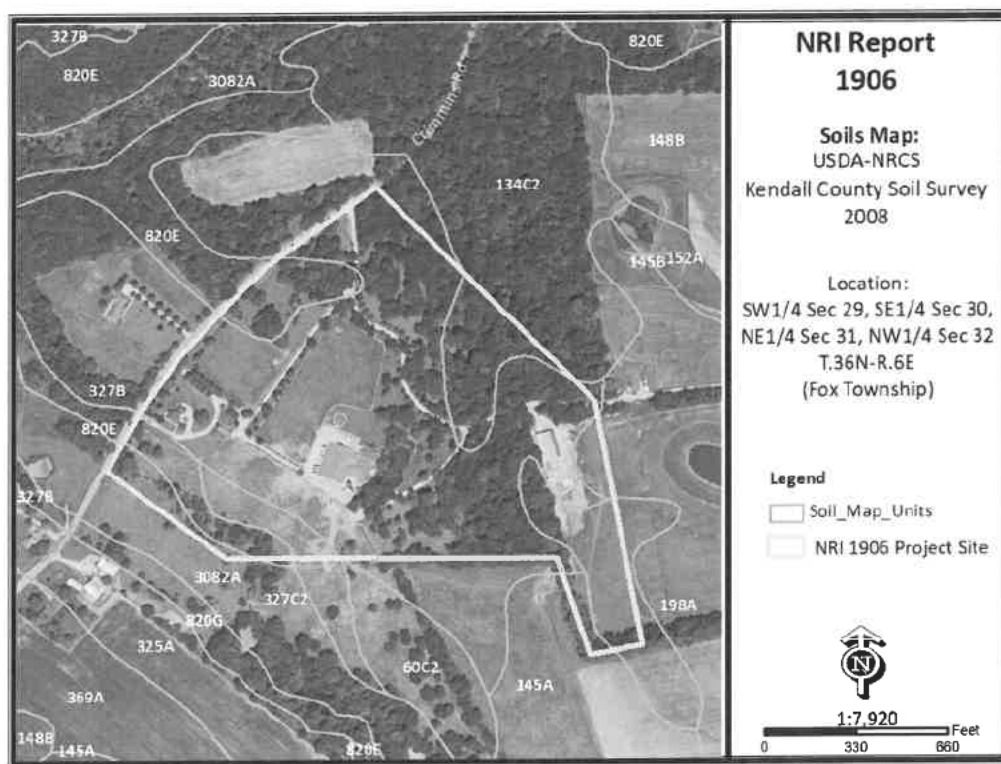 327B
820E
820E
3082A
Crimmin Rd
148B
134C2
820E
145B
152A
327B
820E
327B
3082A
327C2
198A
820G
325A
60C2
145A
369A
148B
145A
820E
NRI Report
1906
Soils Map:
USDA-NRCS
Kendall County Soil Survey
2008
Location:
SW1/4 Sec 29, SE1/4 Sec 30,
NE1/4 Sec 31, NW1/4 Sec 32
T.36N-R.6E
(Fox Township)
Legend
Soil_Map_Units
NRI 1906 Project Site
N
1:7,920
Feet
0 330 660